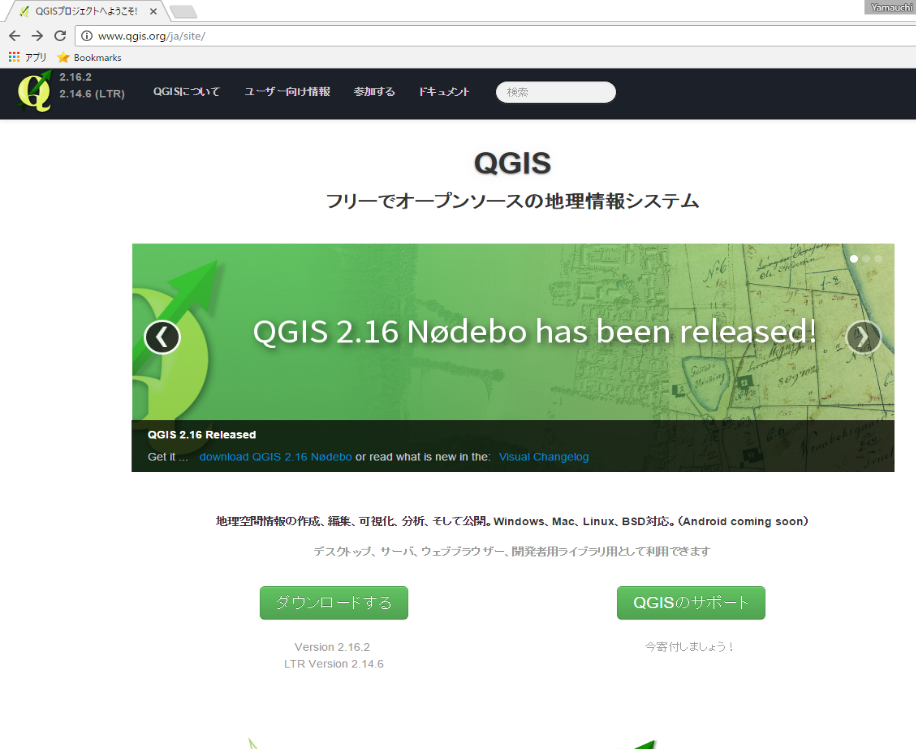 QGISプロジェクトへようこそ!
Yamauchi
www.qgis.org/ja/site/
アプリ Bookmarks
2.16.2
2.14.6 (LTR)
QGISについて ユーザー向け情報 参加する ドキュメント 検索
QGIS
フリーでオープンソースの地理情報システム
QGIS 2.16 Nødebo has been released!
QGIS 2.16 Released
Get it ... download QGIS 2.16 Nødebo or read what is new in the: Visual Changelog
地理空間情報の作成、編集、可視化、分析、そして公開。Windows、Mac、Linux、BSD対応。（Android coming soon）
デスクトップ、サーバ、ウェブブラウザー、開発者用ライブラリ用として利用できます
ダウンロードする QGISのサポート
Version 2.16.2 今寄付しましょう！
LTR Version 2.14.6